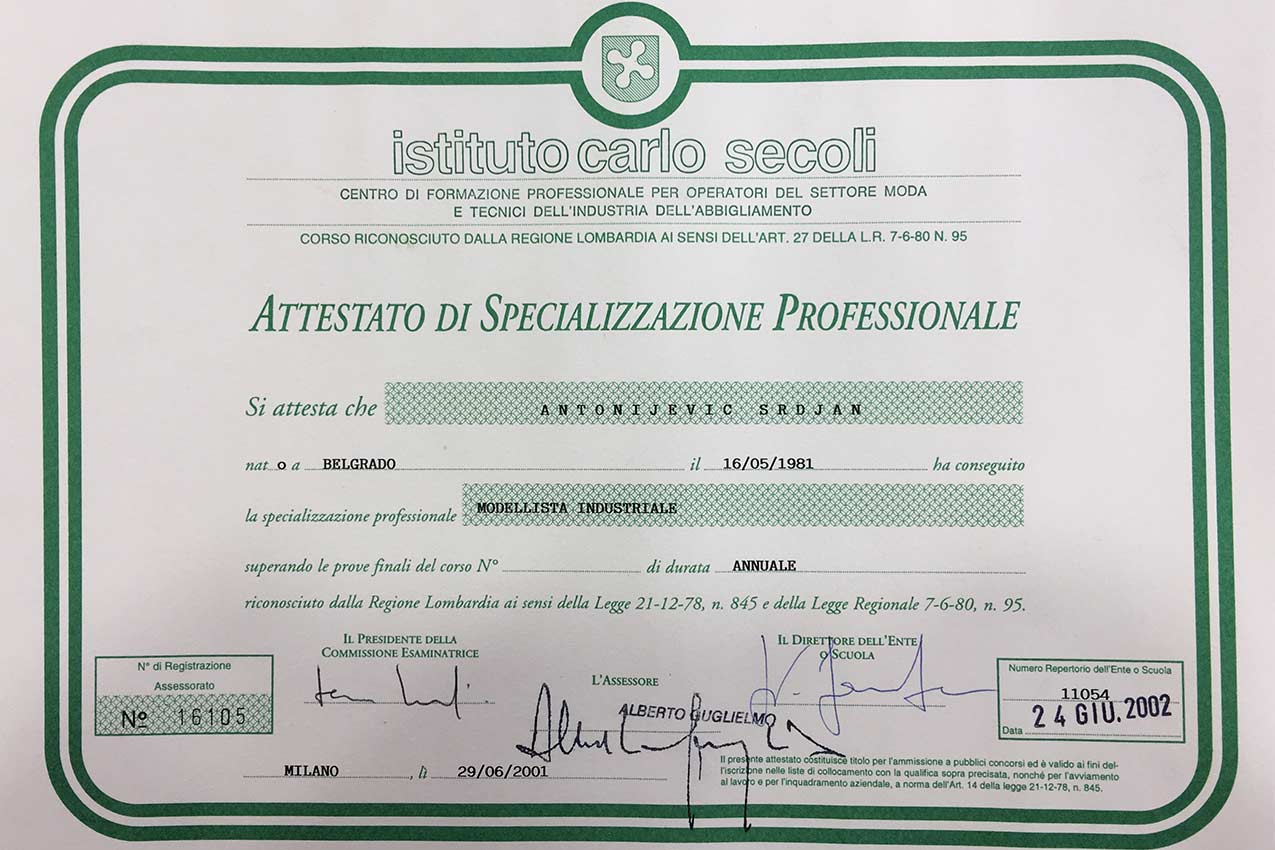 istituto carlo secoli
CENTRO DI FORMAZIONE PROFESSIONALE PER OPERATORI DEL SETTORE MODA
E TECNICI DELL'INDUSTRIA DELL'ABBIGLIAMENTO
CORSO RICONOSCIUTO DALLA REGIONE LOMBARDIA AI SENSI DELL'ART. 27 DELLA L.R. 7-6-80 N. 95
ATTESTATO DI SPECIALIZZAZIONE PROFESSIONALE
Si attesta che ANTONIJEVIC SRDJAN
nat o a BELGRADO il 16/05/1981 ha conseguito
la specializzazione professionale MODELLISTA INDUSTRIALE
superando le prove finali del corso N° di durata ANNUALE
riconosciuto dalla Regione Lombardia ai sensi della Legge 21-12-78, n. 845 e della Legge Regionale 7-6-80, n. 95.
IL PRESIDENTE DELLA
COMMISSIONE ESAMINATRICE
IL DIRETTORE DELL'ENTE
O SCUOLA
N° di Registrazione
Assessorato
Nº 16105
L'ASSESSORE
ALBERTO GUGLIELMO
Numero Repertorio dell'Ente o Scuola
11054
Data 24 GIU. 2002
MILANO, lì 29/06/2001
Il presente attestato costituisce titolo per l'ammissione a pubblici concorsi ed è valido ai fini del-
l'iscrizione nelle liste di collocamento con la qualifica sopra precisata, nonché per l'avviamento
al lavoro e per l'inquadramento aziendale, a norma dell'Art. 14 della legge 21-12-78, n. 845.